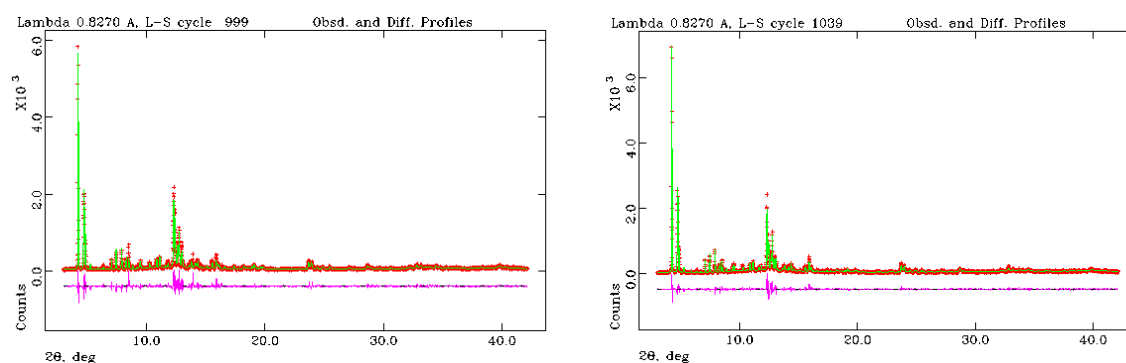 Lambda 0.8270 A, L-S cycle 999 Obsd. and Diff. Profiles
X10 3
Counts
6.0
4.0
2.0
0.0
10.0 20.0 30.0 40.0
2θ, deg
Lambda 0.8270 A, L-S cycle 1039 Obsd. and Diff. Profiles
X10 3
Counts
6.0
4.0
2.0
0.0
10.0 20.0 30.0 40.0
2θ, deg